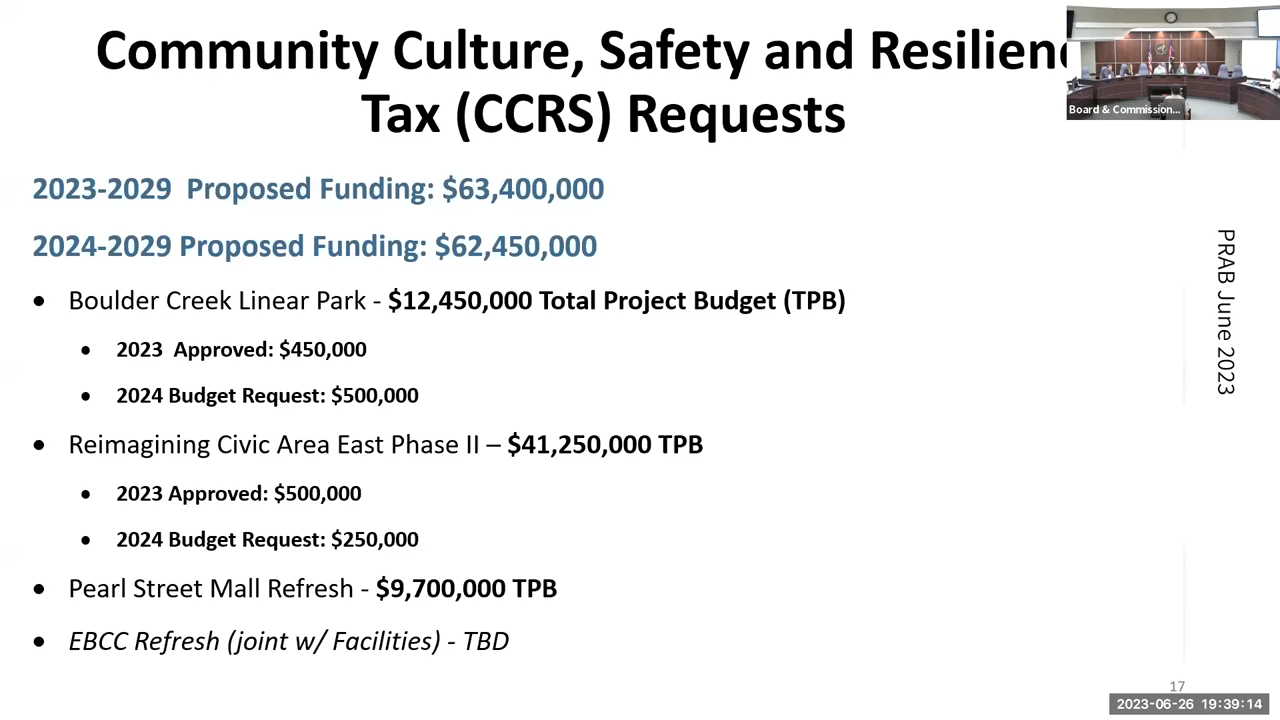 Community Culture, Safety and Resilienc
Tax (CCRS) Requests
Board & Commission...
2023-2029 Proposed Funding: $63,400,000
2024-2029 Proposed Funding: $62,450,000
• Boulder Creek Linear Park - $12,450,000 Total Project Budget (TPB)
• 2023 Approved: $450,000
• 2024 Budget Request: $500,000
• Reimagining Civic Area East Phase II – $41,250,000 TPB
• 2023 Approved: $500,000
• 2024 Budget Request: $250,000
• Pearl Street Mall Refresh - $9,700,000 TPB
• EBCC Refresh (joint w/ Facilities) - TBD
PRAB June 2023
17
2023-06-26 19:39:14